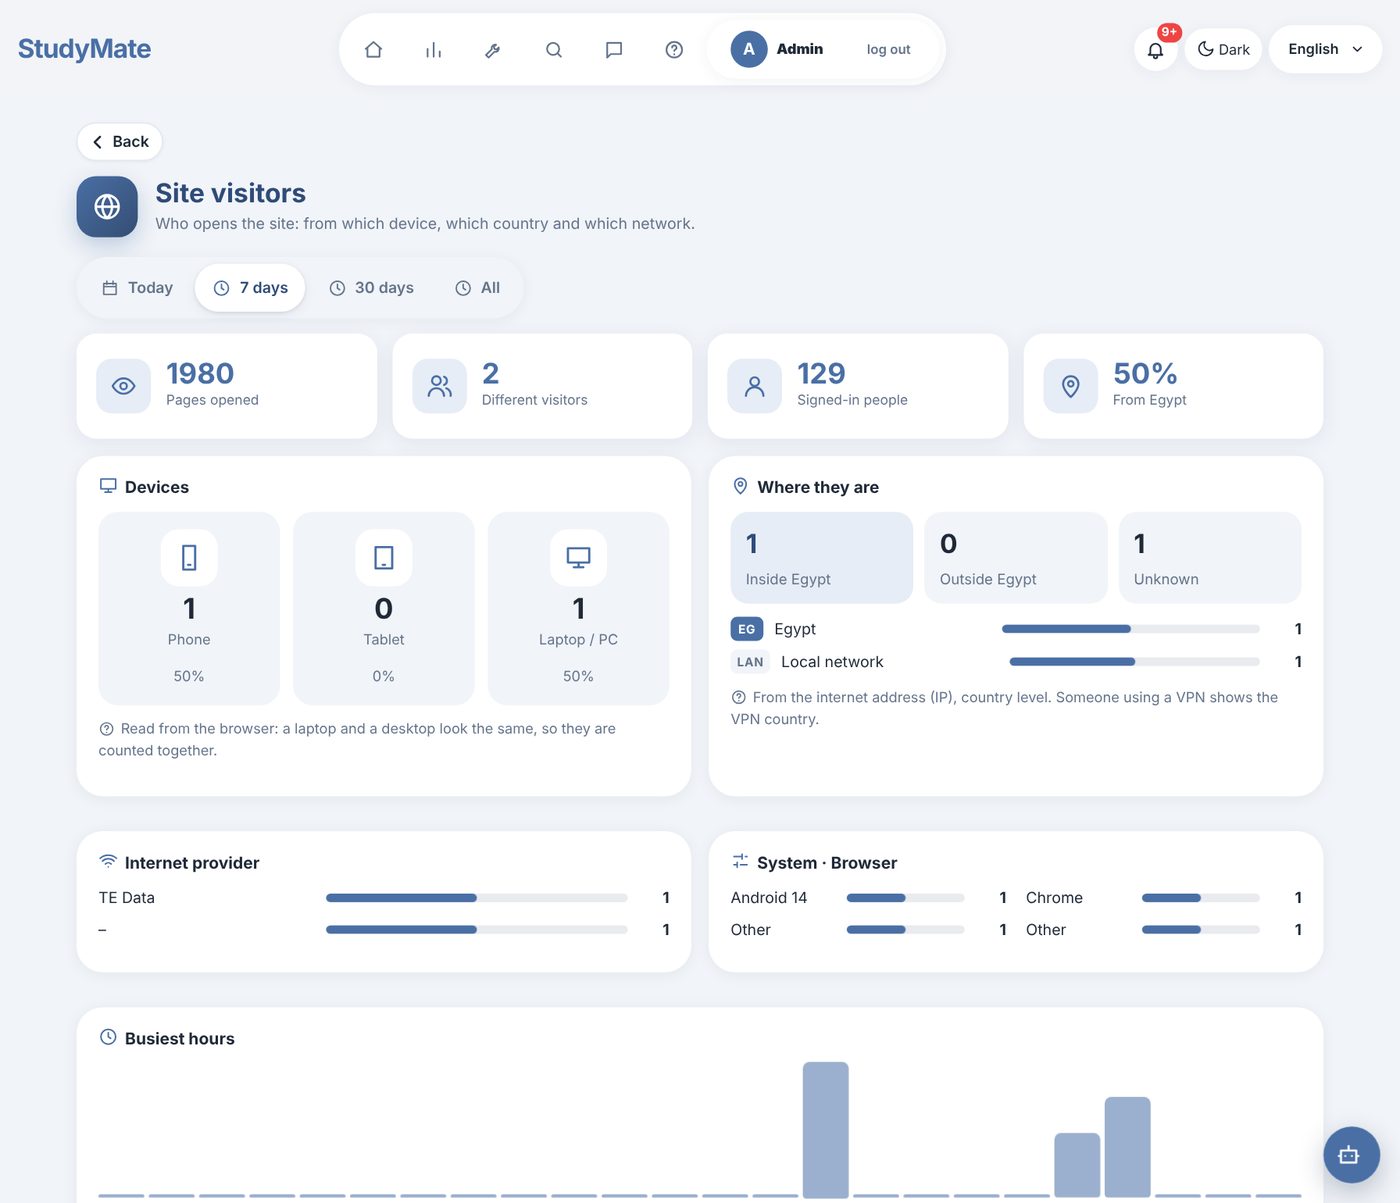 StudyMate
A Admin log out
9+
Dark
English
Back
Site visitors
Who opens the site: from which device, which country and which network.
Today 7 days 30 days All
1980
Pages opened
2
Different visitors
129
Signed-in people
50%
From Egypt
Devices
1
Phone
50%
0
Tablet
0%
1
Laptop / PC
50%
Read from the browser: a laptop and a desktop look the same, so they are
counted together.
Where they are
1
Inside Egypt
0
Outside Egypt
1
Unknown
EG Egypt 1
LAN Local network 1
From the internet address (IP), country level. Someone using a VPN shows the
VPN country.
Internet provider
TE Data 1
– 1
System · Browser
Android 14 1 Chrome 1
Other 1 Other 1
Busiest hours